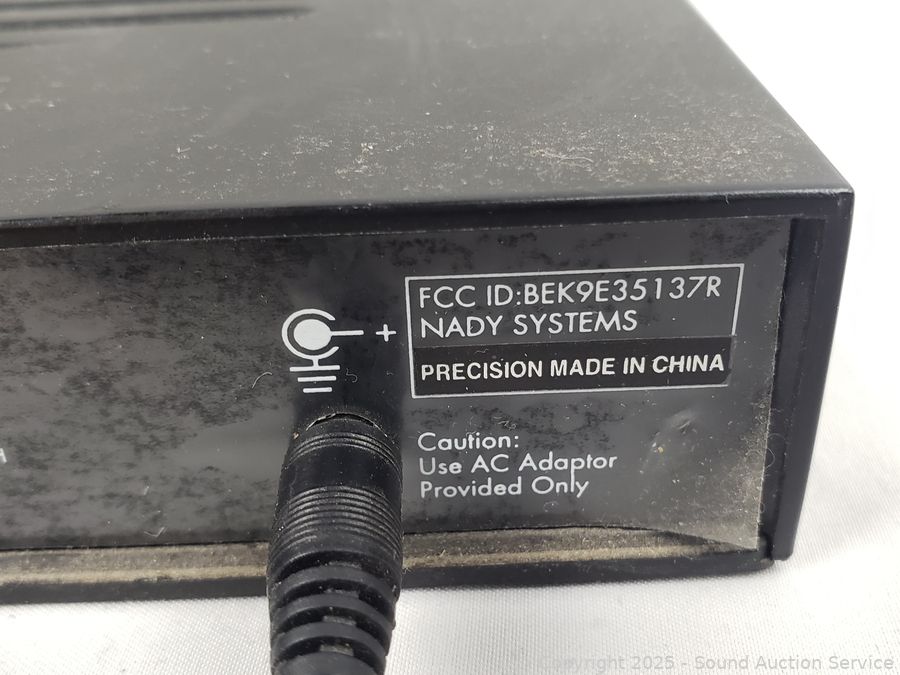 FCC ID:BEK9E35137R
NADY SYSTEMS
+
PRECISION MADE IN CHINA
Caution:
Use AC Adaptor
Provided Only
H
Copyright 2025 - Sound Auction Service